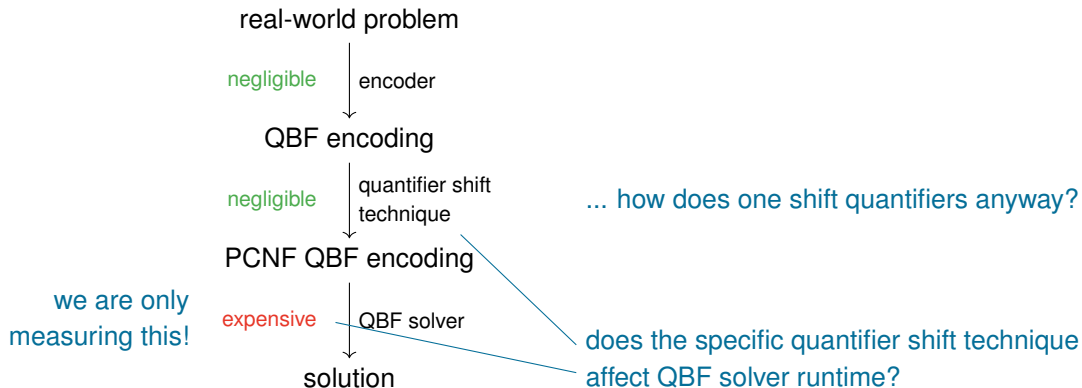 real-world problem
negligible
encoder
QBF encoding
negligible
quantifier shift
technique
... how does one shift quantifiers anyway?
PCNF QBF encoding
we are only
measuring this!
expensive
QBF solver
does the specific quantifier shift technique
affect QBF solver runtime?
solution